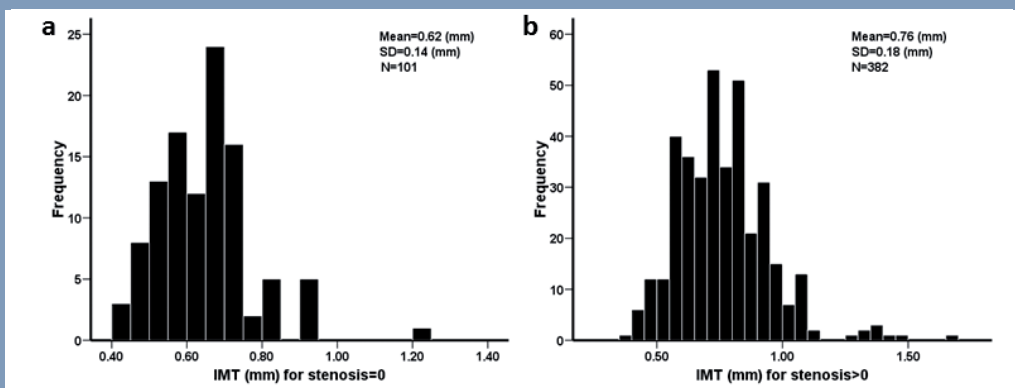 a
Mean=0.62 (mm)
SD=0.14 (mm)
N=101
Frequency
25
20
15
10
5
0
0.40 0.60 0.80 1.00 1.20 1.40
IMT (mm) for stenosis=0
b
Mean=0.76 (mm)
SD=0.18 (mm)
N=382
Frequency
60
50
40
30
20
10
0
0.50 1.00 1.50
IMT (mm) for stenosis>0